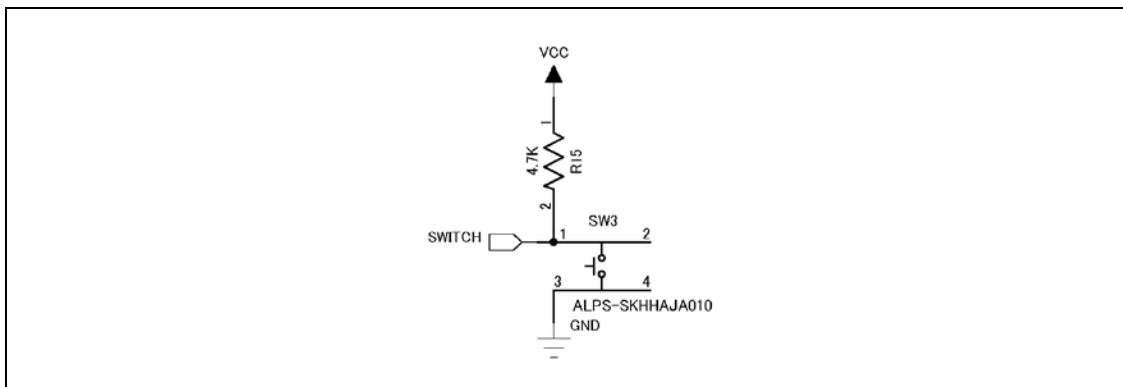 VCC
1
4.7K
R15
2
SW3
SWITCH
1
2
3
4
ALPS-SKHHAJA010
GND